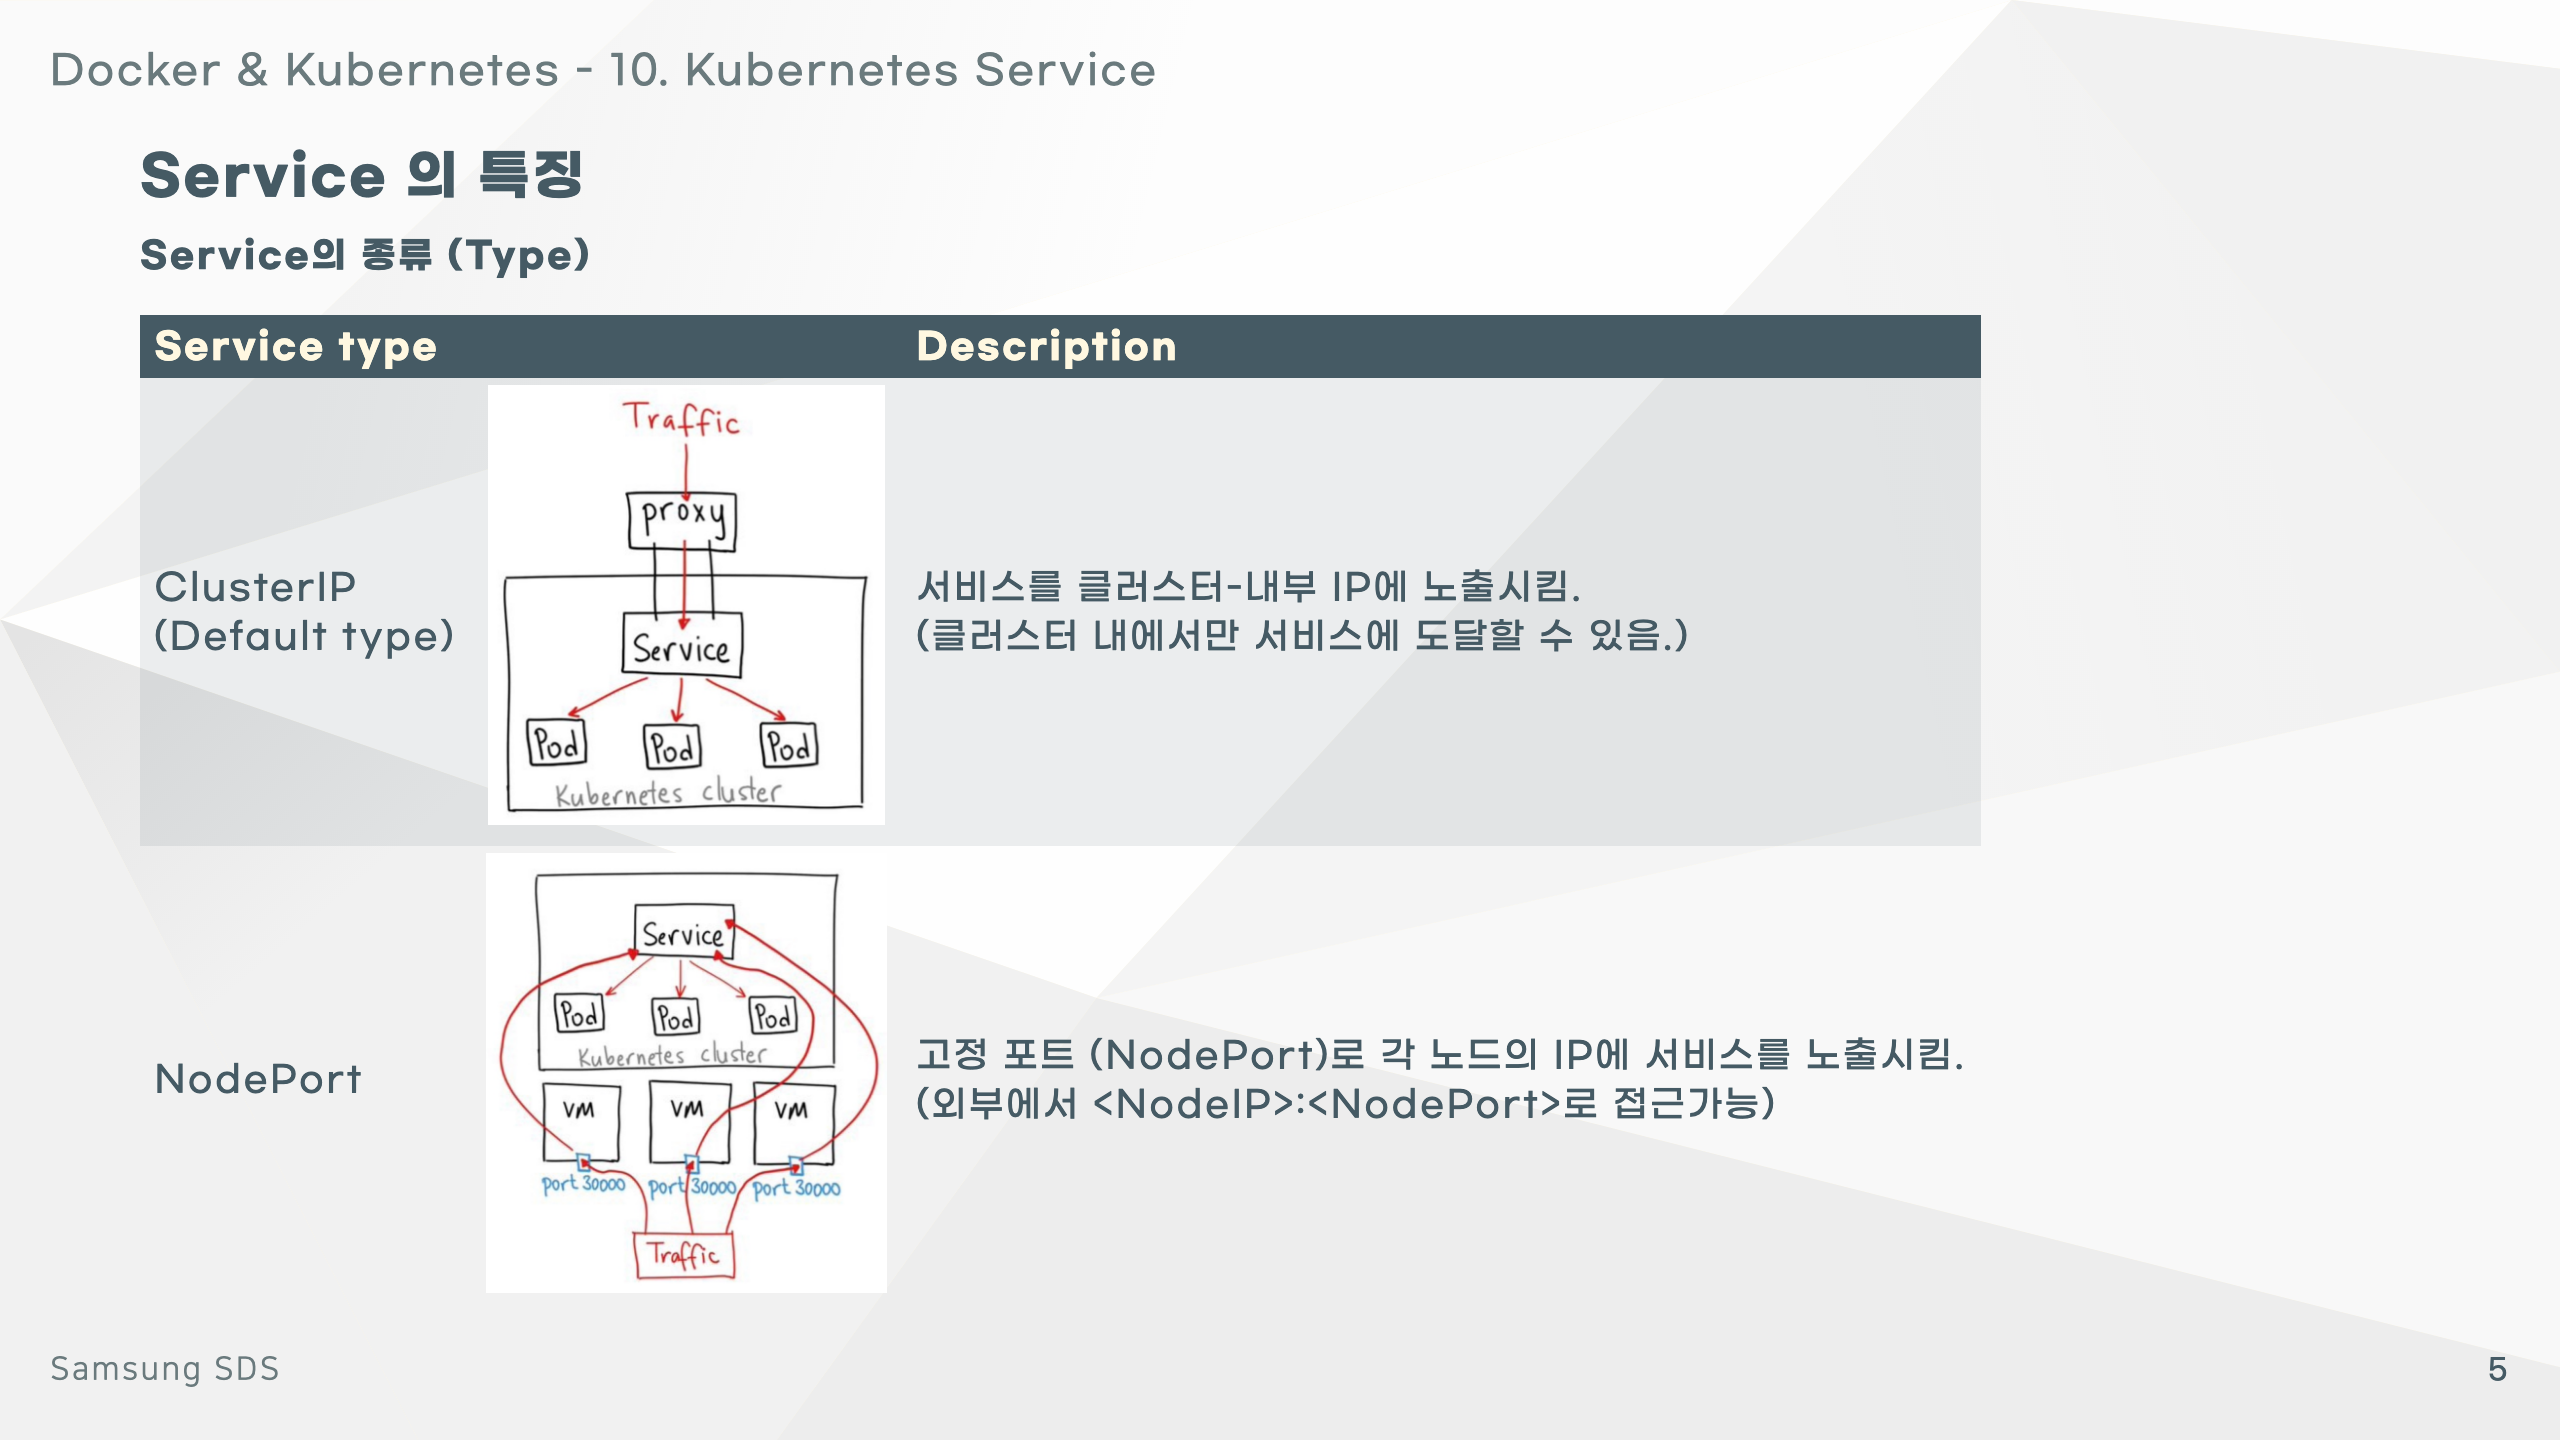 Docker & Kubernetes - 10. Kubernetes Service
Service 의 특징
Service의 종류 (Type)
Service type
Description
ClusterIP
(Default type)
Traffic
proxy
Service
Pod Pod Pod
Kubernetes cluster
서비스를 클러스터-내부 IP에 노출시킴.
(클러스터 내에서만 서비스에 도달할 수 있음.)
NodePort
Service
Pod Pod Pod
Kubernetes cluster
VM VM VM
port 30000 port 30000 port 30000
Traffic
고정 포트 (NodePort)로 각 노드의 IP에 서비스를 노출시킴.
(외부에서 <NodeIP>:<NodePort>로 접근가능)
Samsung SDS
5